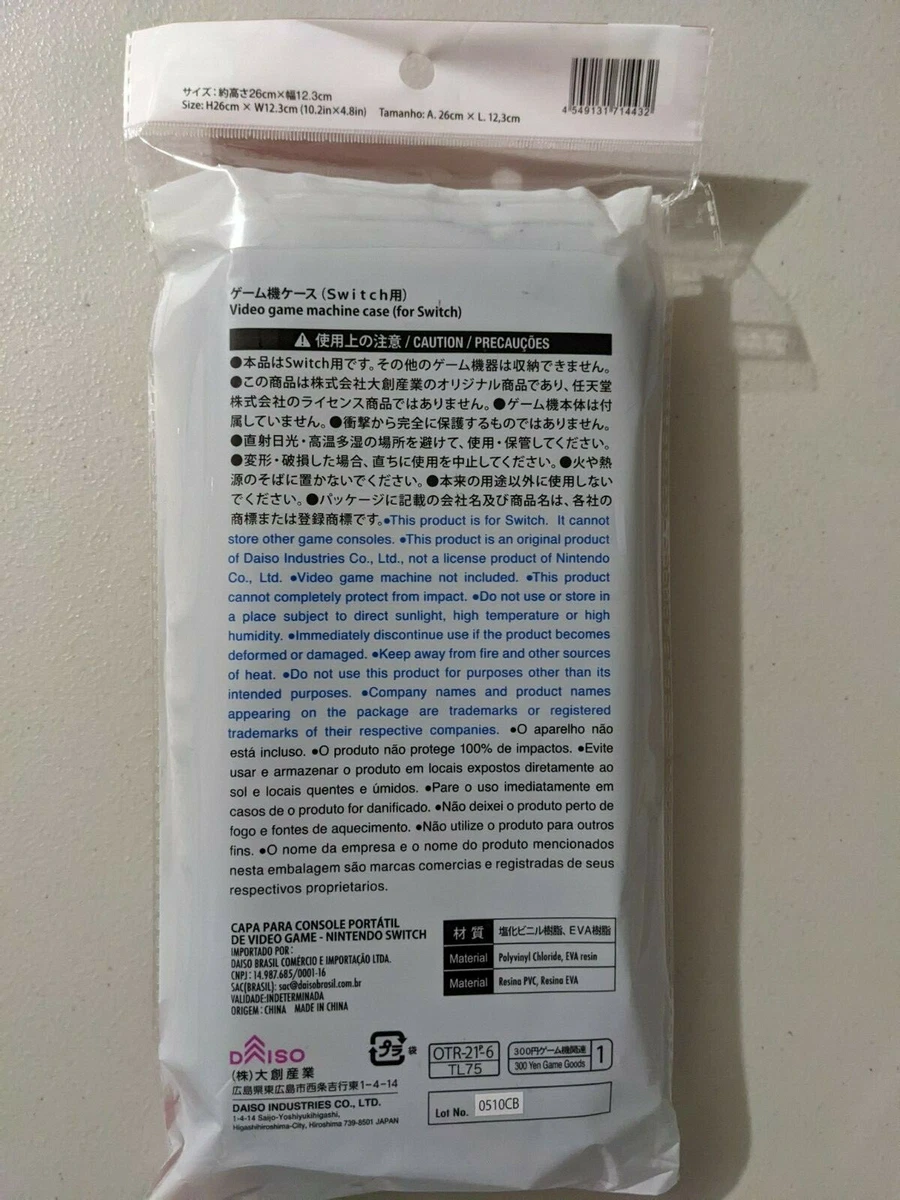 サイズ：約高さ26cm×幅12.3cm
Size: H26cm × W12.3cm (10.2in×4.8in) Tamanho: A. 26cm × L. 12,3cm
4 549131 714432
ゲーム機ケース（Switch用）
Video game machine case (for Switch)
使用上の注意 / CAUTION / PRECAUÇÕES
●本品はSwitch用です。その他のゲーム機器は収納できません。
●この商品は株式会社大創産業のオリジナル商品であり、任天堂
株式会社のライセンス商品ではありません。●ゲーム機本体は付
属していません。●衝撃から完全に保護するものではありません。
●直射日光・高温多湿の場所を避けて、使用・保管してください。
●変形・破損した場合、直ちに使用を中止してください。●火や熱
源のそばに置かないでください。●本来の用途以外に使用しない
でください。●パッケージに記載の会社名及び商品名は、各社の
商標または登録商標です。●This product is for Switch. It cannot
store other game consoles. ●This product is an original product
of Daiso Industries Co., Ltd., not a license product of Nintendo
Co., Ltd. ●Video game machine not included. ●This product
cannot completely protect from impact. ●Do not use or store in
a place subject to direct sunlight, high temperature or high
humidity. ●Immediately discontinue use if the product becomes
deformed or damaged. ●Keep away from fire and other sources
of heat. ●Do not use this product for purposes other than its
intended purposes. ●Company names and product names
appearing on the package are trademarks or registered
trademarks of their respective companies. ●O aparelho não
está incluso. ●O produto não protege 100% de impactos. ●Evite
usar e armazenar o produto em locais expostos diretamente ao
sol e locais quentes e úmidos. ●Pare o uso imediatamente em
casos de o produto for danificado. ●Não deixei o produto perto de
fogo e fontes de aquecimento. ●Não utilize o produto para outros
fins. ●O nome da empresa e o nome do produto mencionados
nesta embalagem são marcas comercias e registradas de seus
respectivos proprietarios.
CAPA PARA CONSOLE PORTÁTIL
DE VIDEO GAME - NINTENDO SWITCH
IMPORTADO POR:
DAISO BRASIL COMÉRCIO E IMPORTAÇÃO LTDA.
CNPJ: 14.987.685/0001-16
SAC(BRASIL): sac@daisobrasil.com.br
VALIDADE:INDETERMINADA
ORIGEM: CHINA MADE IN CHINA
材質 塩化ビニル樹脂、EVA樹脂
Material Polyvinyl Chloride, EVA resin
Material Resina PVC, Resina EVA
DAISO
(株)大創産業
広島県東広島市西条吉行東1-4-14
DAISO INDUSTRIES CO., LTD.
1-4-14 Saijo-Yoshiyukihigashi,
Higashihiroshima-City, Hiroshima 739-8501 JAPAN
プラ 袋
OTR-21P-6
TL75
300円ゲーム機関連 1
300 Yen Game Goods
Lot No. 0510CB